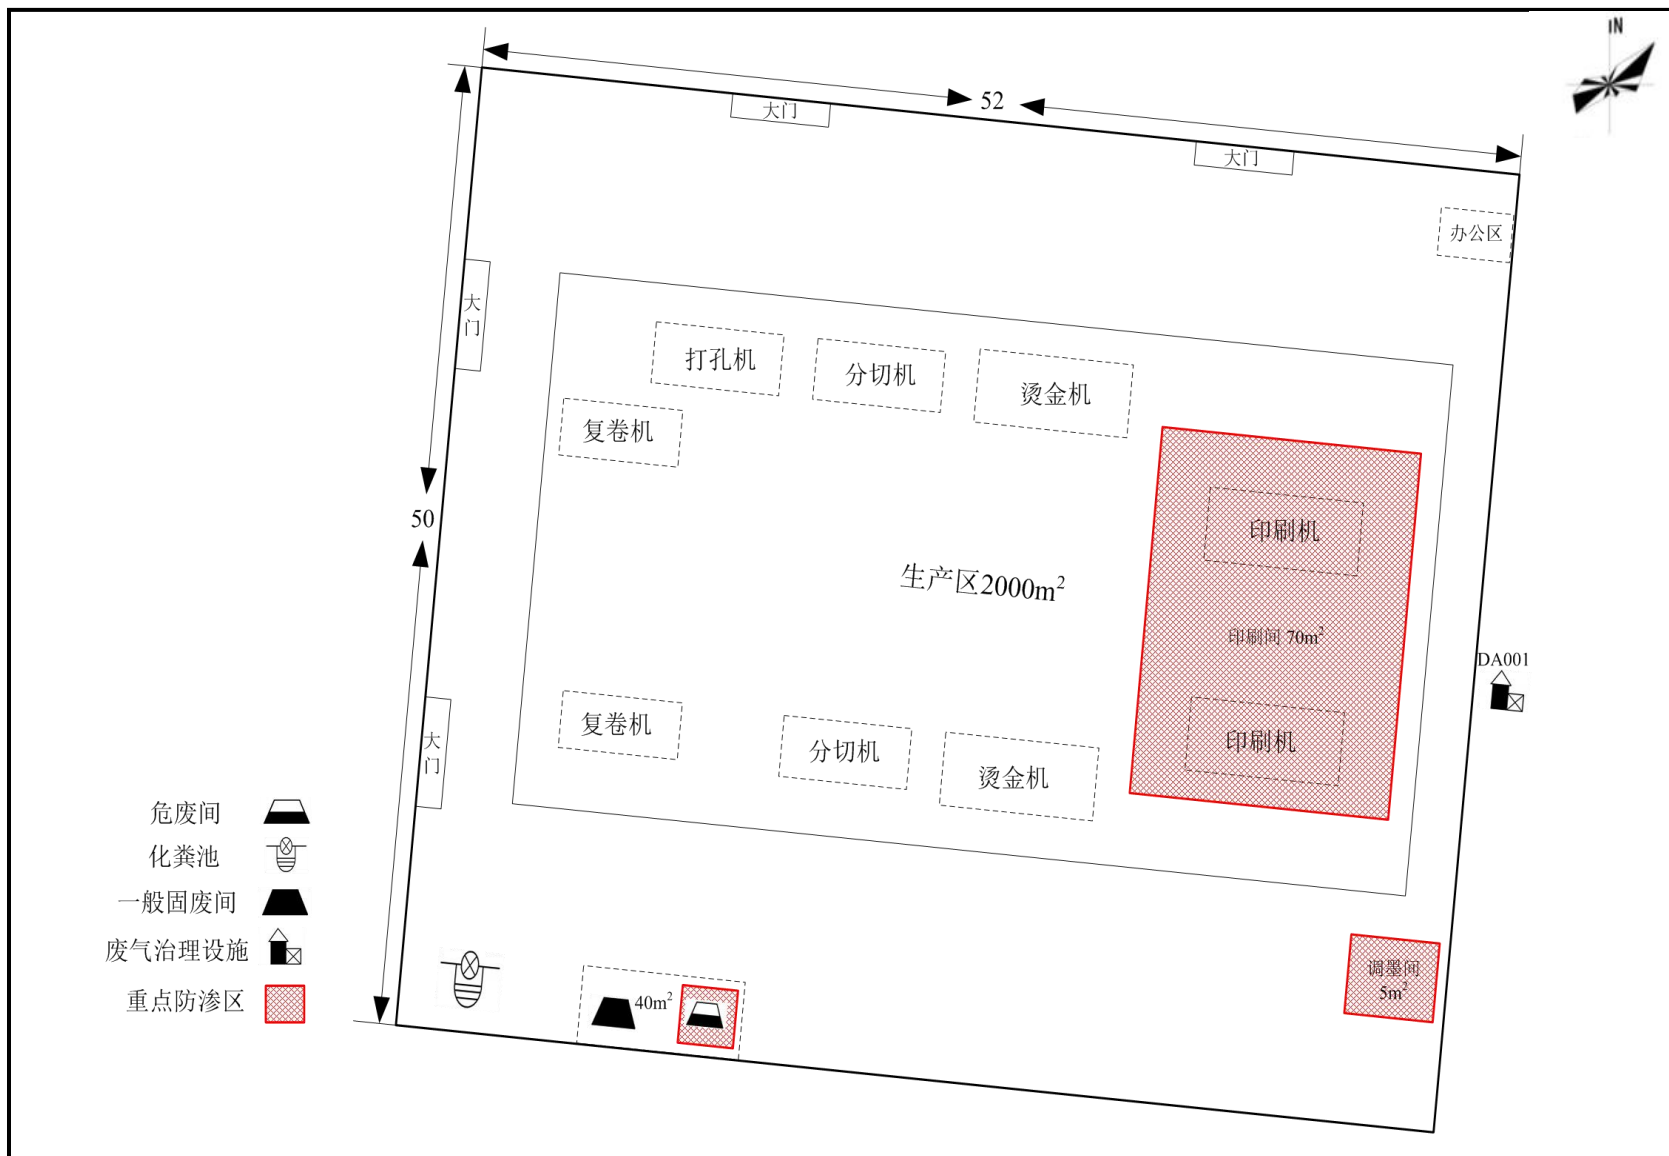 IN
52
大门
大门
办公区
大门
打孔机
分切机
烫金机
复卷机
50
印刷机
生产区2000m²
印刷间 70m²
DA001
复卷机
分切机
烫金机
印刷机
大门
危废间
化粪池
一般固废间
废气治理设施
重点防渗区
40m²
调墨间
5m²